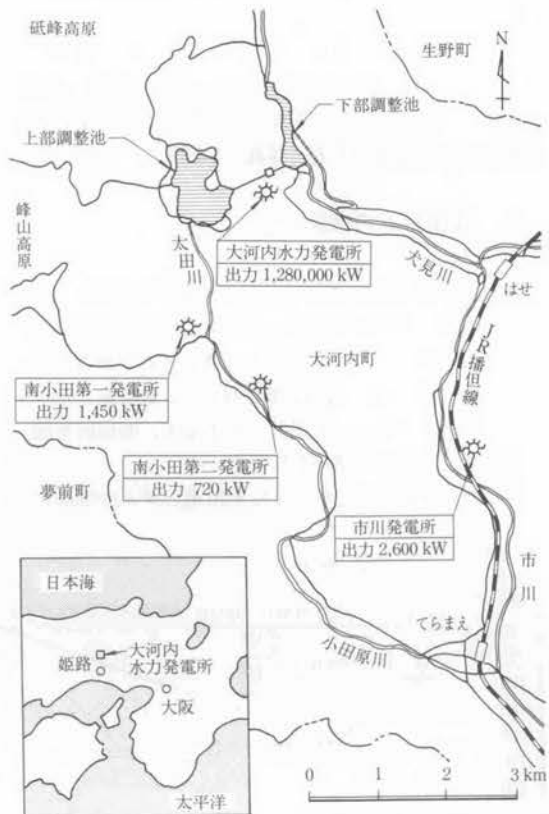 砥峰高原
生野町
N
下部調整池
上部調整池
峰山高原
太田川
大河内水力発電所
出力 1,280,000 kW
犬見川
はせ
JR播但線
大河内町
南小田第一発電所
出力 1,450 kW
南小田第二発電所
出力 720 kW
夢前町
市川発電所
出力 2,600 kW
市川
てらまえ
小田原川
日本海
大河内
水力発電所
姫路
大阪
太平洋
0 1 2 3 km